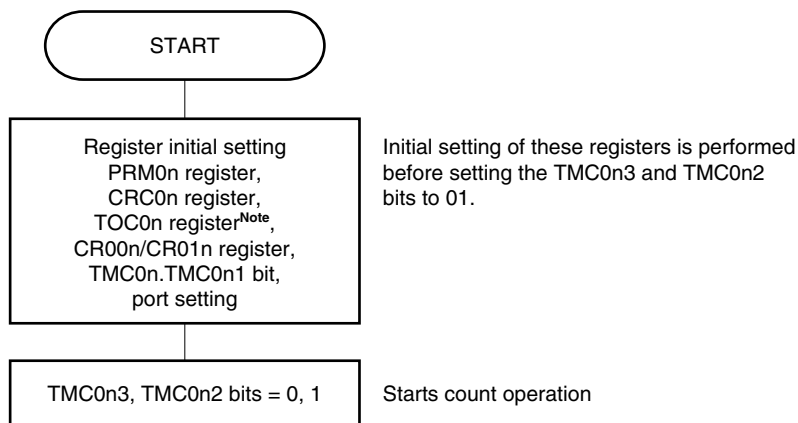 START
Register initial setting
PRM0n register,
CRC0n register,
TOC0n registerNote,
CR00n/CR01n register,
TMC0n.TMC0n1 bit,
port setting
Initial setting of these registers is performed
before setting the TMC0n3 and TMC0n2
bits to 01.
TMC0n3, TMC0n2 bits = 0, 1
Starts count operation